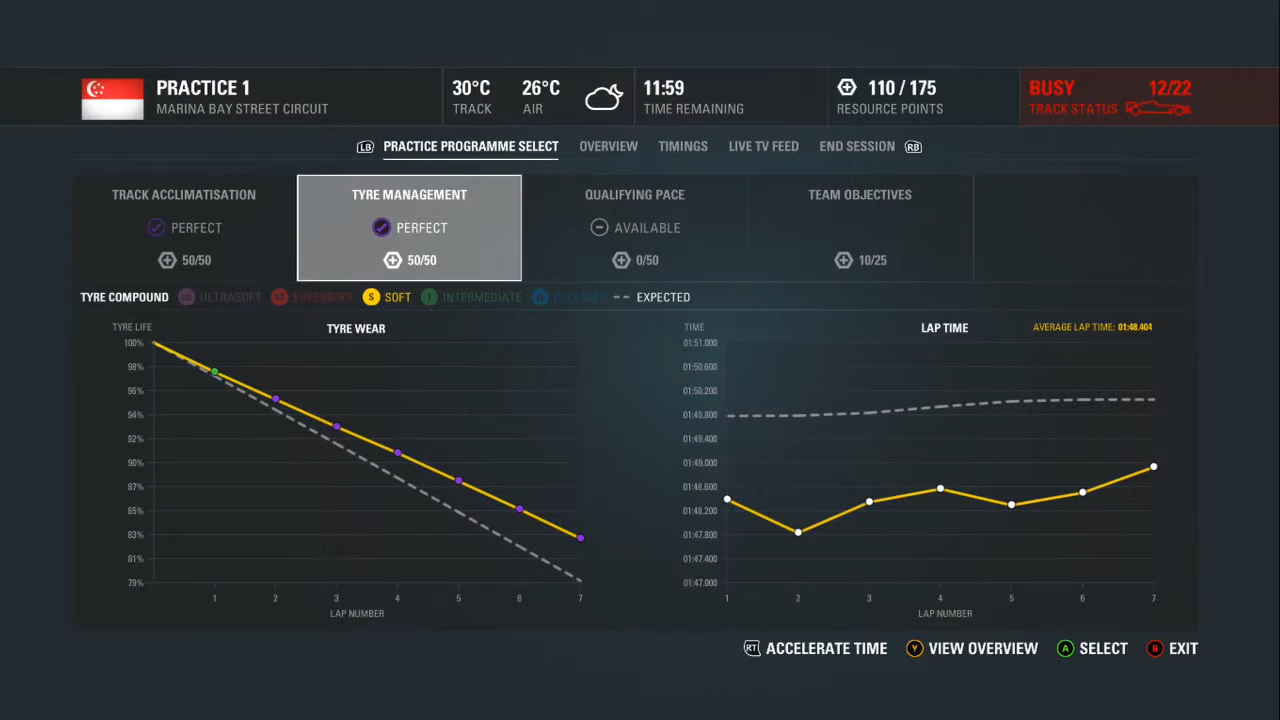 PRACTICE 1
MARINA BAY STREET CIRCUIT
30°C 26°C
TRACK AIR
11:59
TIME REMAINING
110 / 175
RESOURCE POINTS
BUSY 12/22
TRACK STATUS
LB PRACTICE PROGRAMME SELECT OVERVIEW TIMINGS LIVE TV FEED END SESSION RB
TRACK ACCLIMATISATION
PERFECT
50/50
TYRE MANAGEMENT
PERFECT
50/50
QUALIFYING PACE
AVAILABLE
0/50
TEAM OBJECTIVES
10/25
TYRE COMPOUND ULTRASOFT SUPERSOFT S SOFT I INTERMEDIATE FULL WET EXPECTED
TYRE LIFE TYRE WEAR
100%
98%
96%
94%
92%
90%
87%
85%
83%
81%
79%
1 2 3 4 5 6 7
LAP NUMBER
TIME LAP TIME AVERAGE LAP TIME: 01:48.404
01:51.000
01:50.600
01:50.200
01:49.800
01:49.400
01:49.000
01:48.600
01:48.200
01:47.800
01:47.400
01:47.000
1 2 3 4 5 6 7
LAP NUMBER
RT ACCELERATE TIME Y VIEW OVERVIEW A SELECT B EXIT